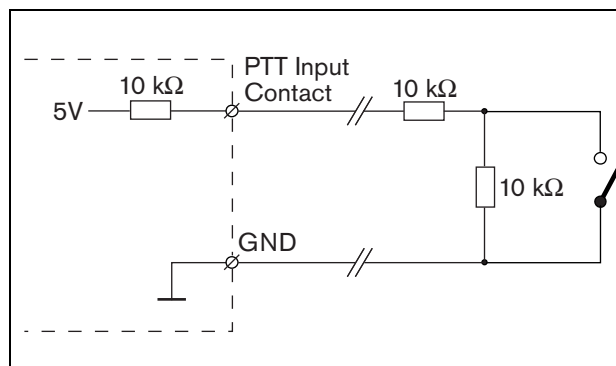 PTT Input
Contact
10 kΩ
10 kΩ
5V
10 kΩ
GND